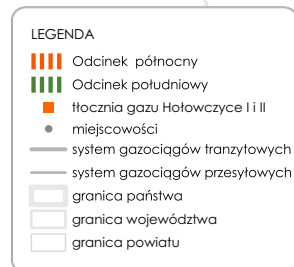 LEGENDA
Odcinek północny
Odcinek południowy
tłocznia gazu Hołowczyce I i II
miejscowości
system gazociągów tranzytowych
system gazociągów przesyłowych
granica państwa
granica województwa
granica powiatu